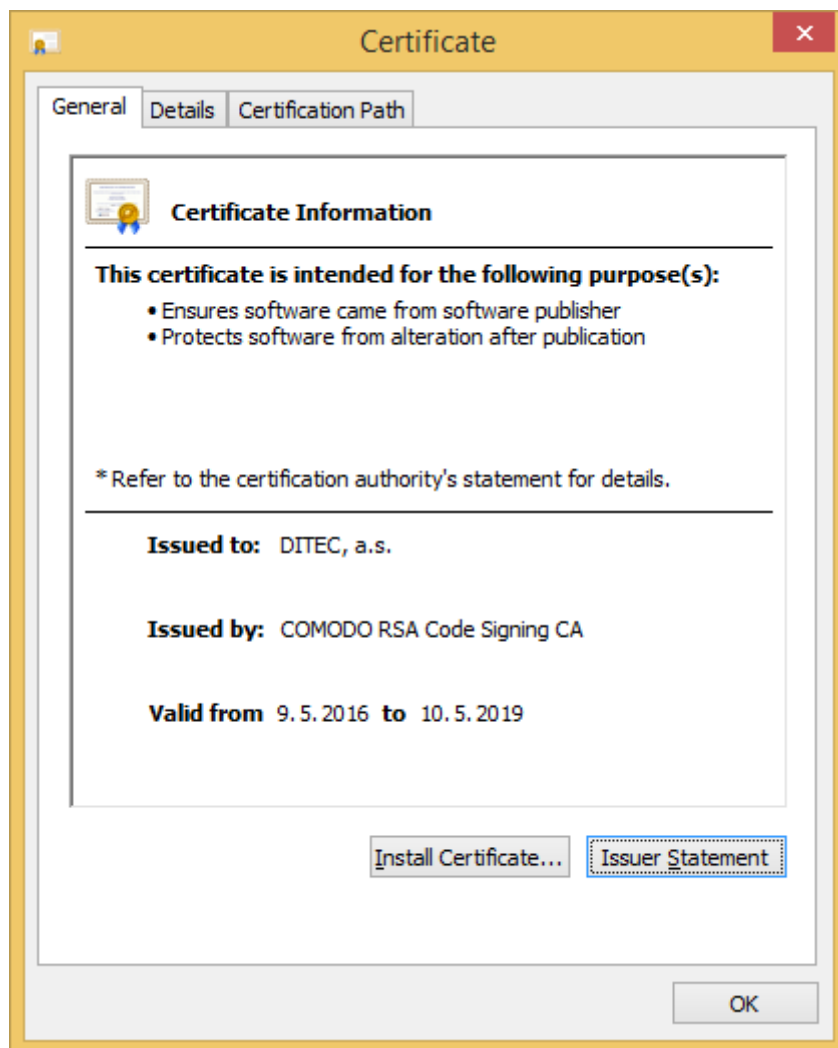 Certificate
General Details Certification Path
Certificate Information
This certificate is intended for the following purpose(s):
• Ensures software came from software publisher
• Protects software from alteration after publication
* Refer to the certification authority's statement for details.
Issued to: DITEC, a.s.
Issued by: COMODO RSA Code Signing CA
Valid from 9. 5. 2016 to 10. 5. 2019
Install Certificate... Issuer Statement
OK